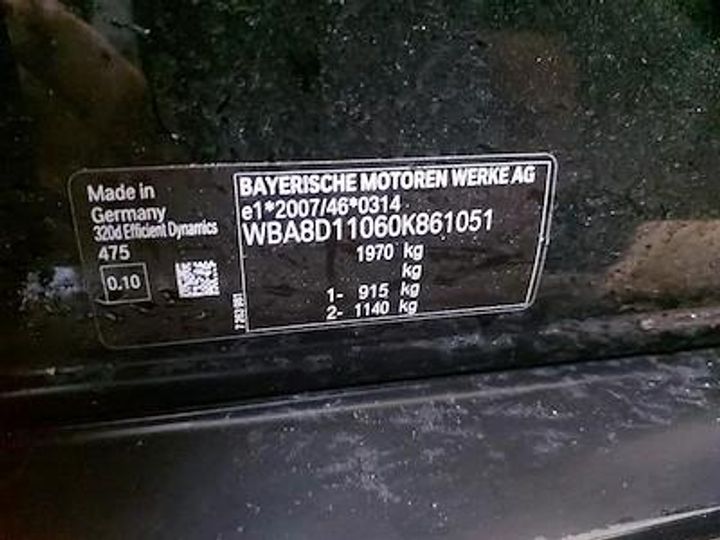 Made in
Germany
320d Efficient Dynamics
475
0.10
BAYERISCHE MOTOREN WERKE AG
e1*2007/46*0314
WBA8D11060K861051
1970 kg
kg
1- 915 kg
2- 1140 kg